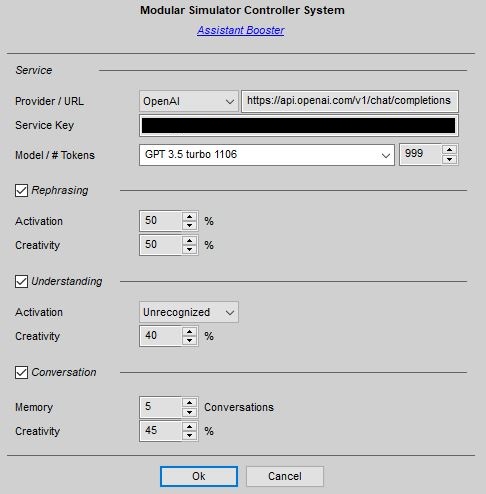 Modular Simulator Controller System
Assistant Booster
Service
Provider / URL OpenAI https://api.openai.com/v1/chat/completions
Service Key
Model / # Tokens GPT 3.5 turbo 1106 999
Rephrasing
Activation 50 %
Creativity 50 %
Understanding
Activation Unrecognized
Creativity 40 %
Conversation
Memory 5 Conversations
Creativity 45 %
Ok Cancel